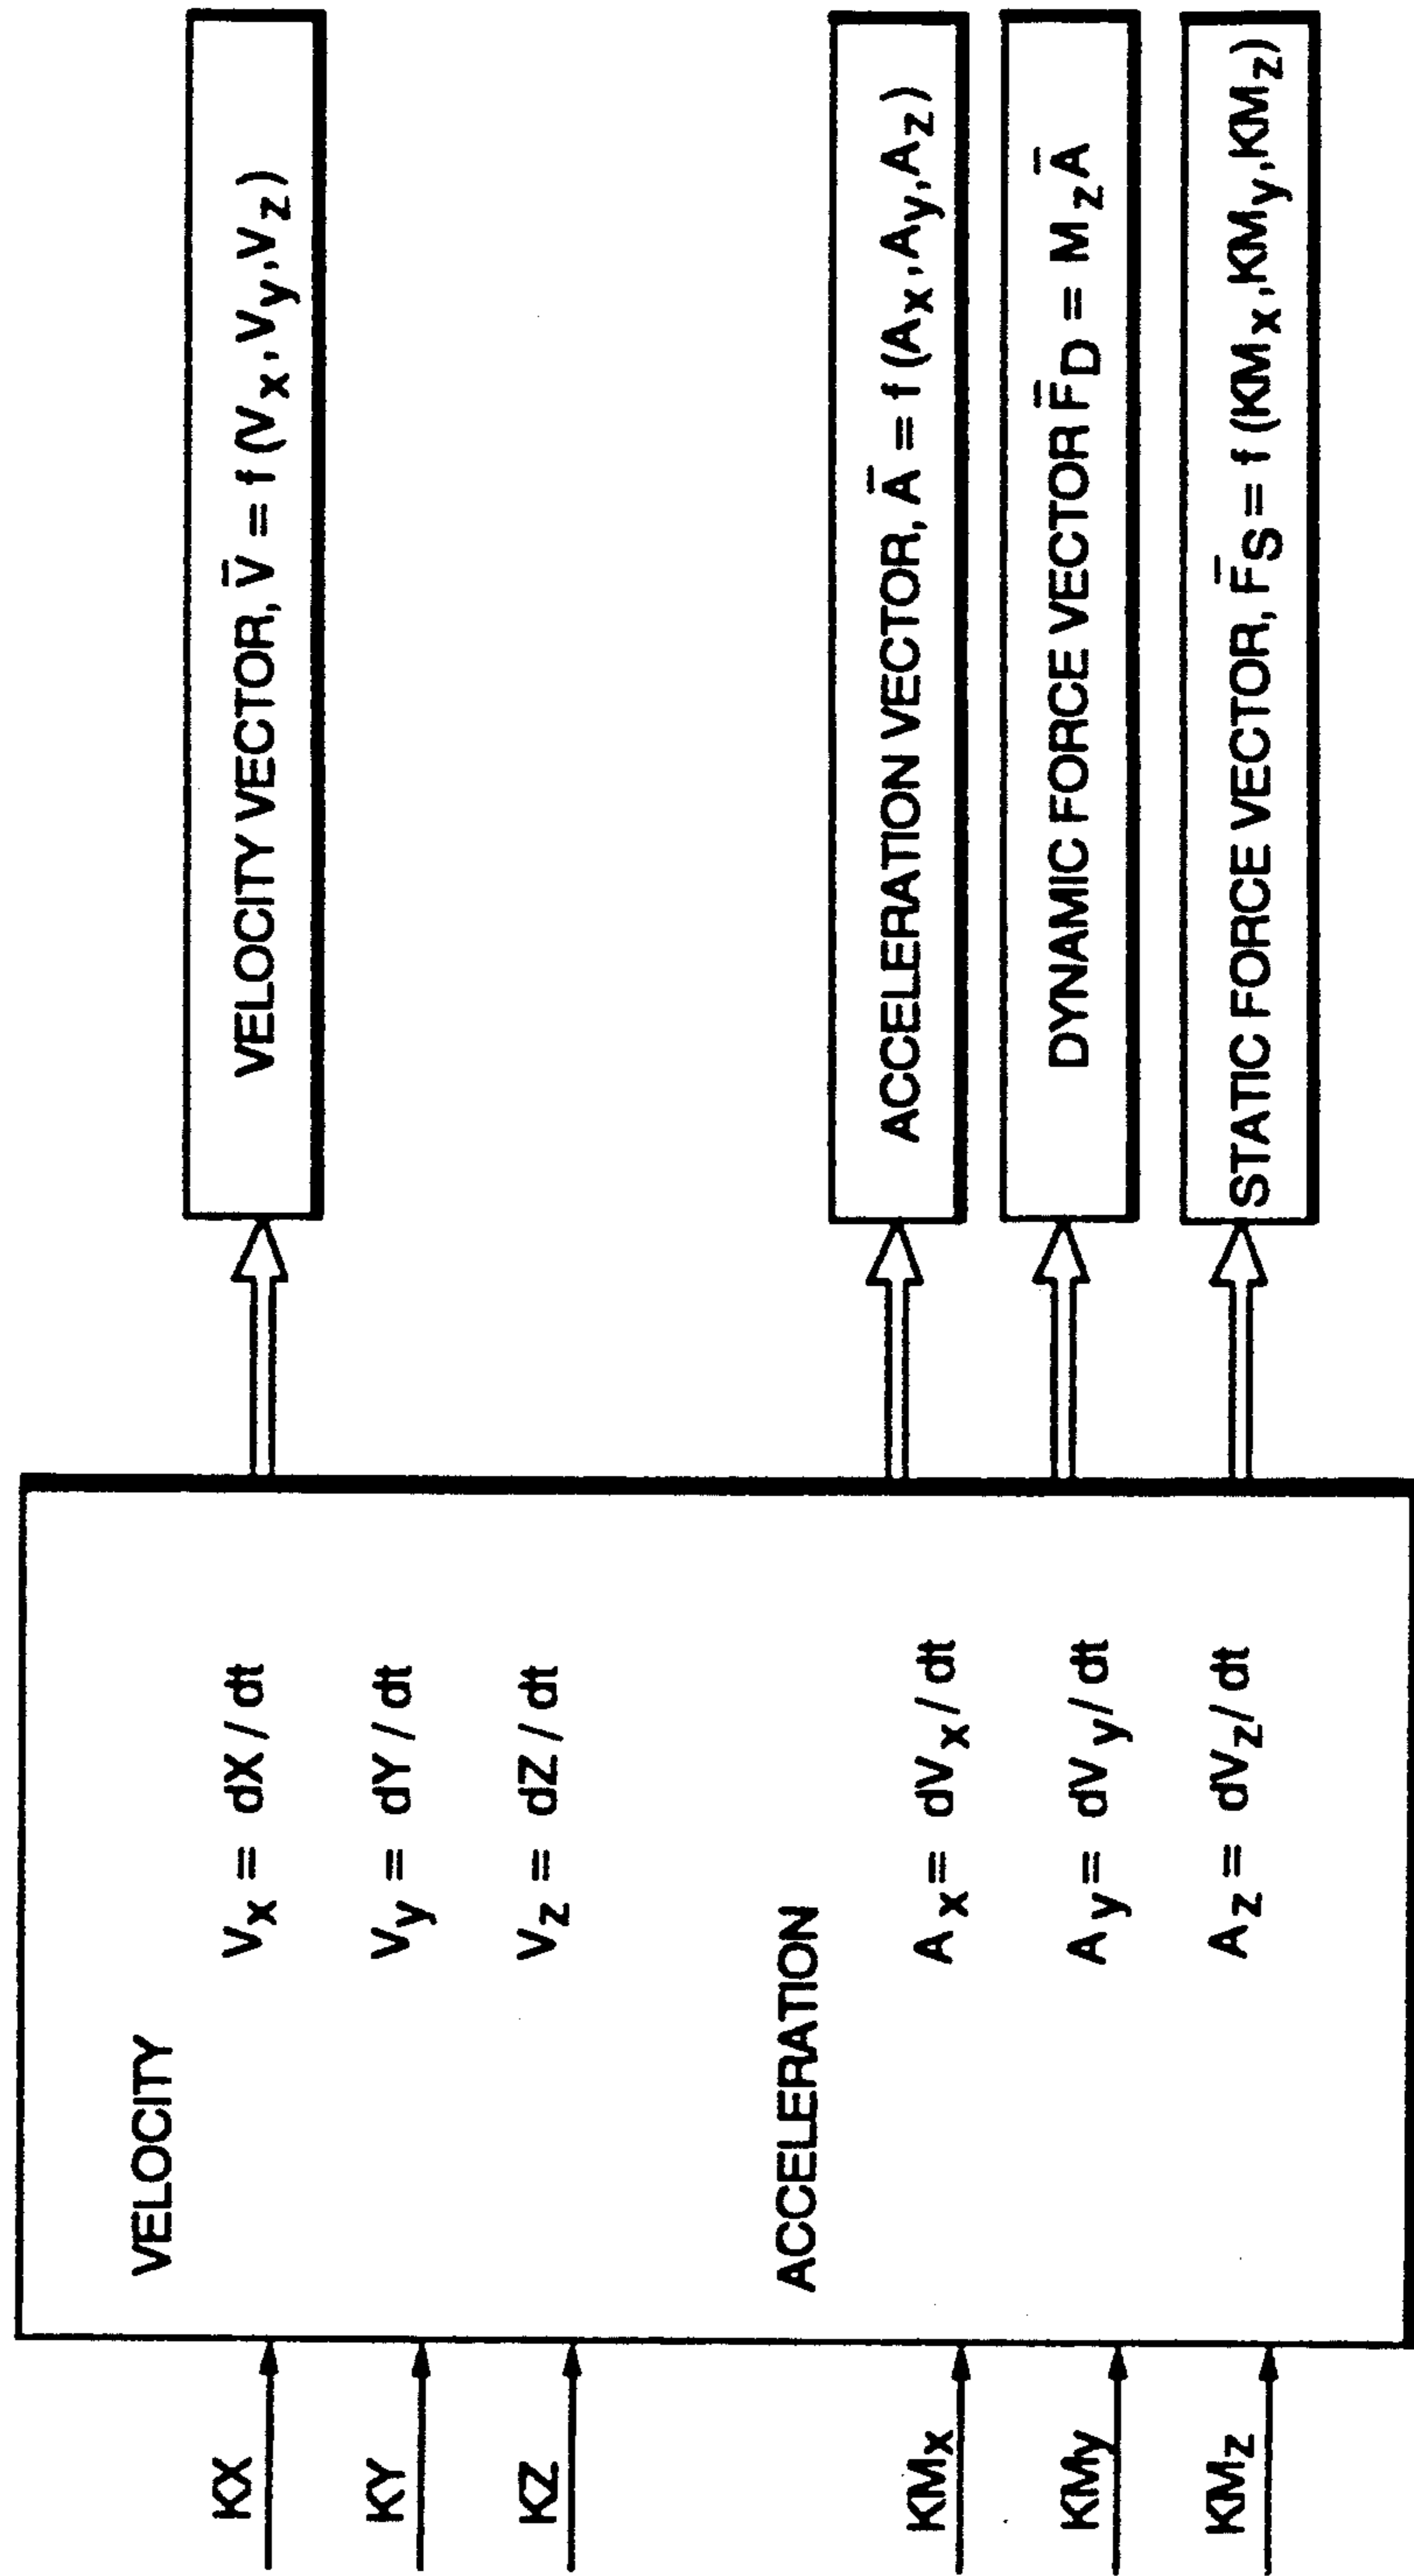 KX
KY
KZ
KMx
KMy
KMz
VELOCITY
Vx = dX / dt
Vy = dY / dt
Vz = dZ / dt
ACCELERATION
Ax = dVx / dt
Ay = dVy / dt
Az = dVz / dt
VELOCITY VECTOR, V̄ = f (Vx, Vy, Vz)
ACCELERATION VECTOR, Ā = f (Ax, Ay, Az)
DYNAMIC FORCE VECTOR F̄D = Mz Ā
STATIC FORCE VECTOR, F̄S = f (KMx, KMy, KMz)